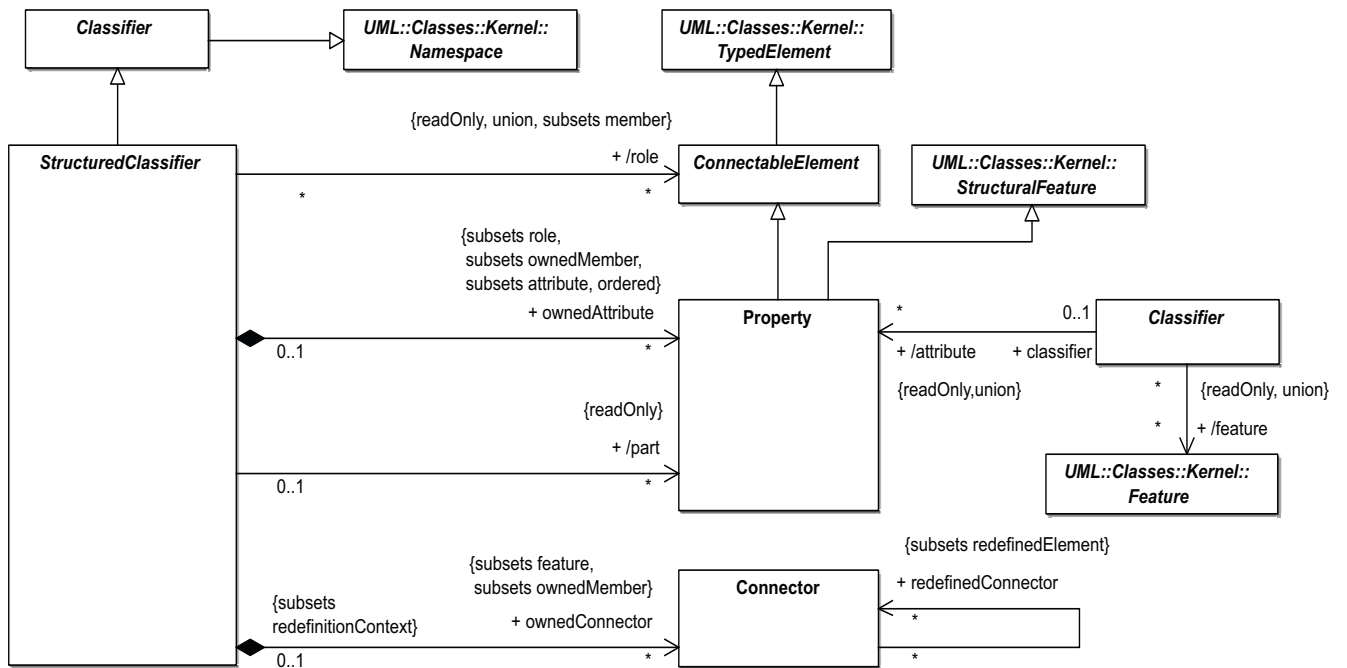 Classifier
UML::Classes::Kernel::
Namespace
UML::Classes::Kernel::
TypedElement
{readOnly, union, subsets member}
StructuredClassifier
+ /role
*
*
ConnectableElement
UML::Classes::Kernel::
StructuralFeature
{subsets role,
subsets ownedMember,
subsets attribute, ordered}
+ ownedAttribute
0..1
*
Property
*
0..1
+ /attribute
+ classifier
{readOnly,union}
Classifier
*
{readOnly, union}
*
+ /feature
UML::Classes::Kernel::
Feature
{readOnly}
+ /part
0..1
*
{subsets feature,
subsets ownedMember}
{subsets
redefinitionContext}
+ ownedConnector
0..1
*
Connector
{subsets redefinedElement}
+ redefinedConnector
*
*